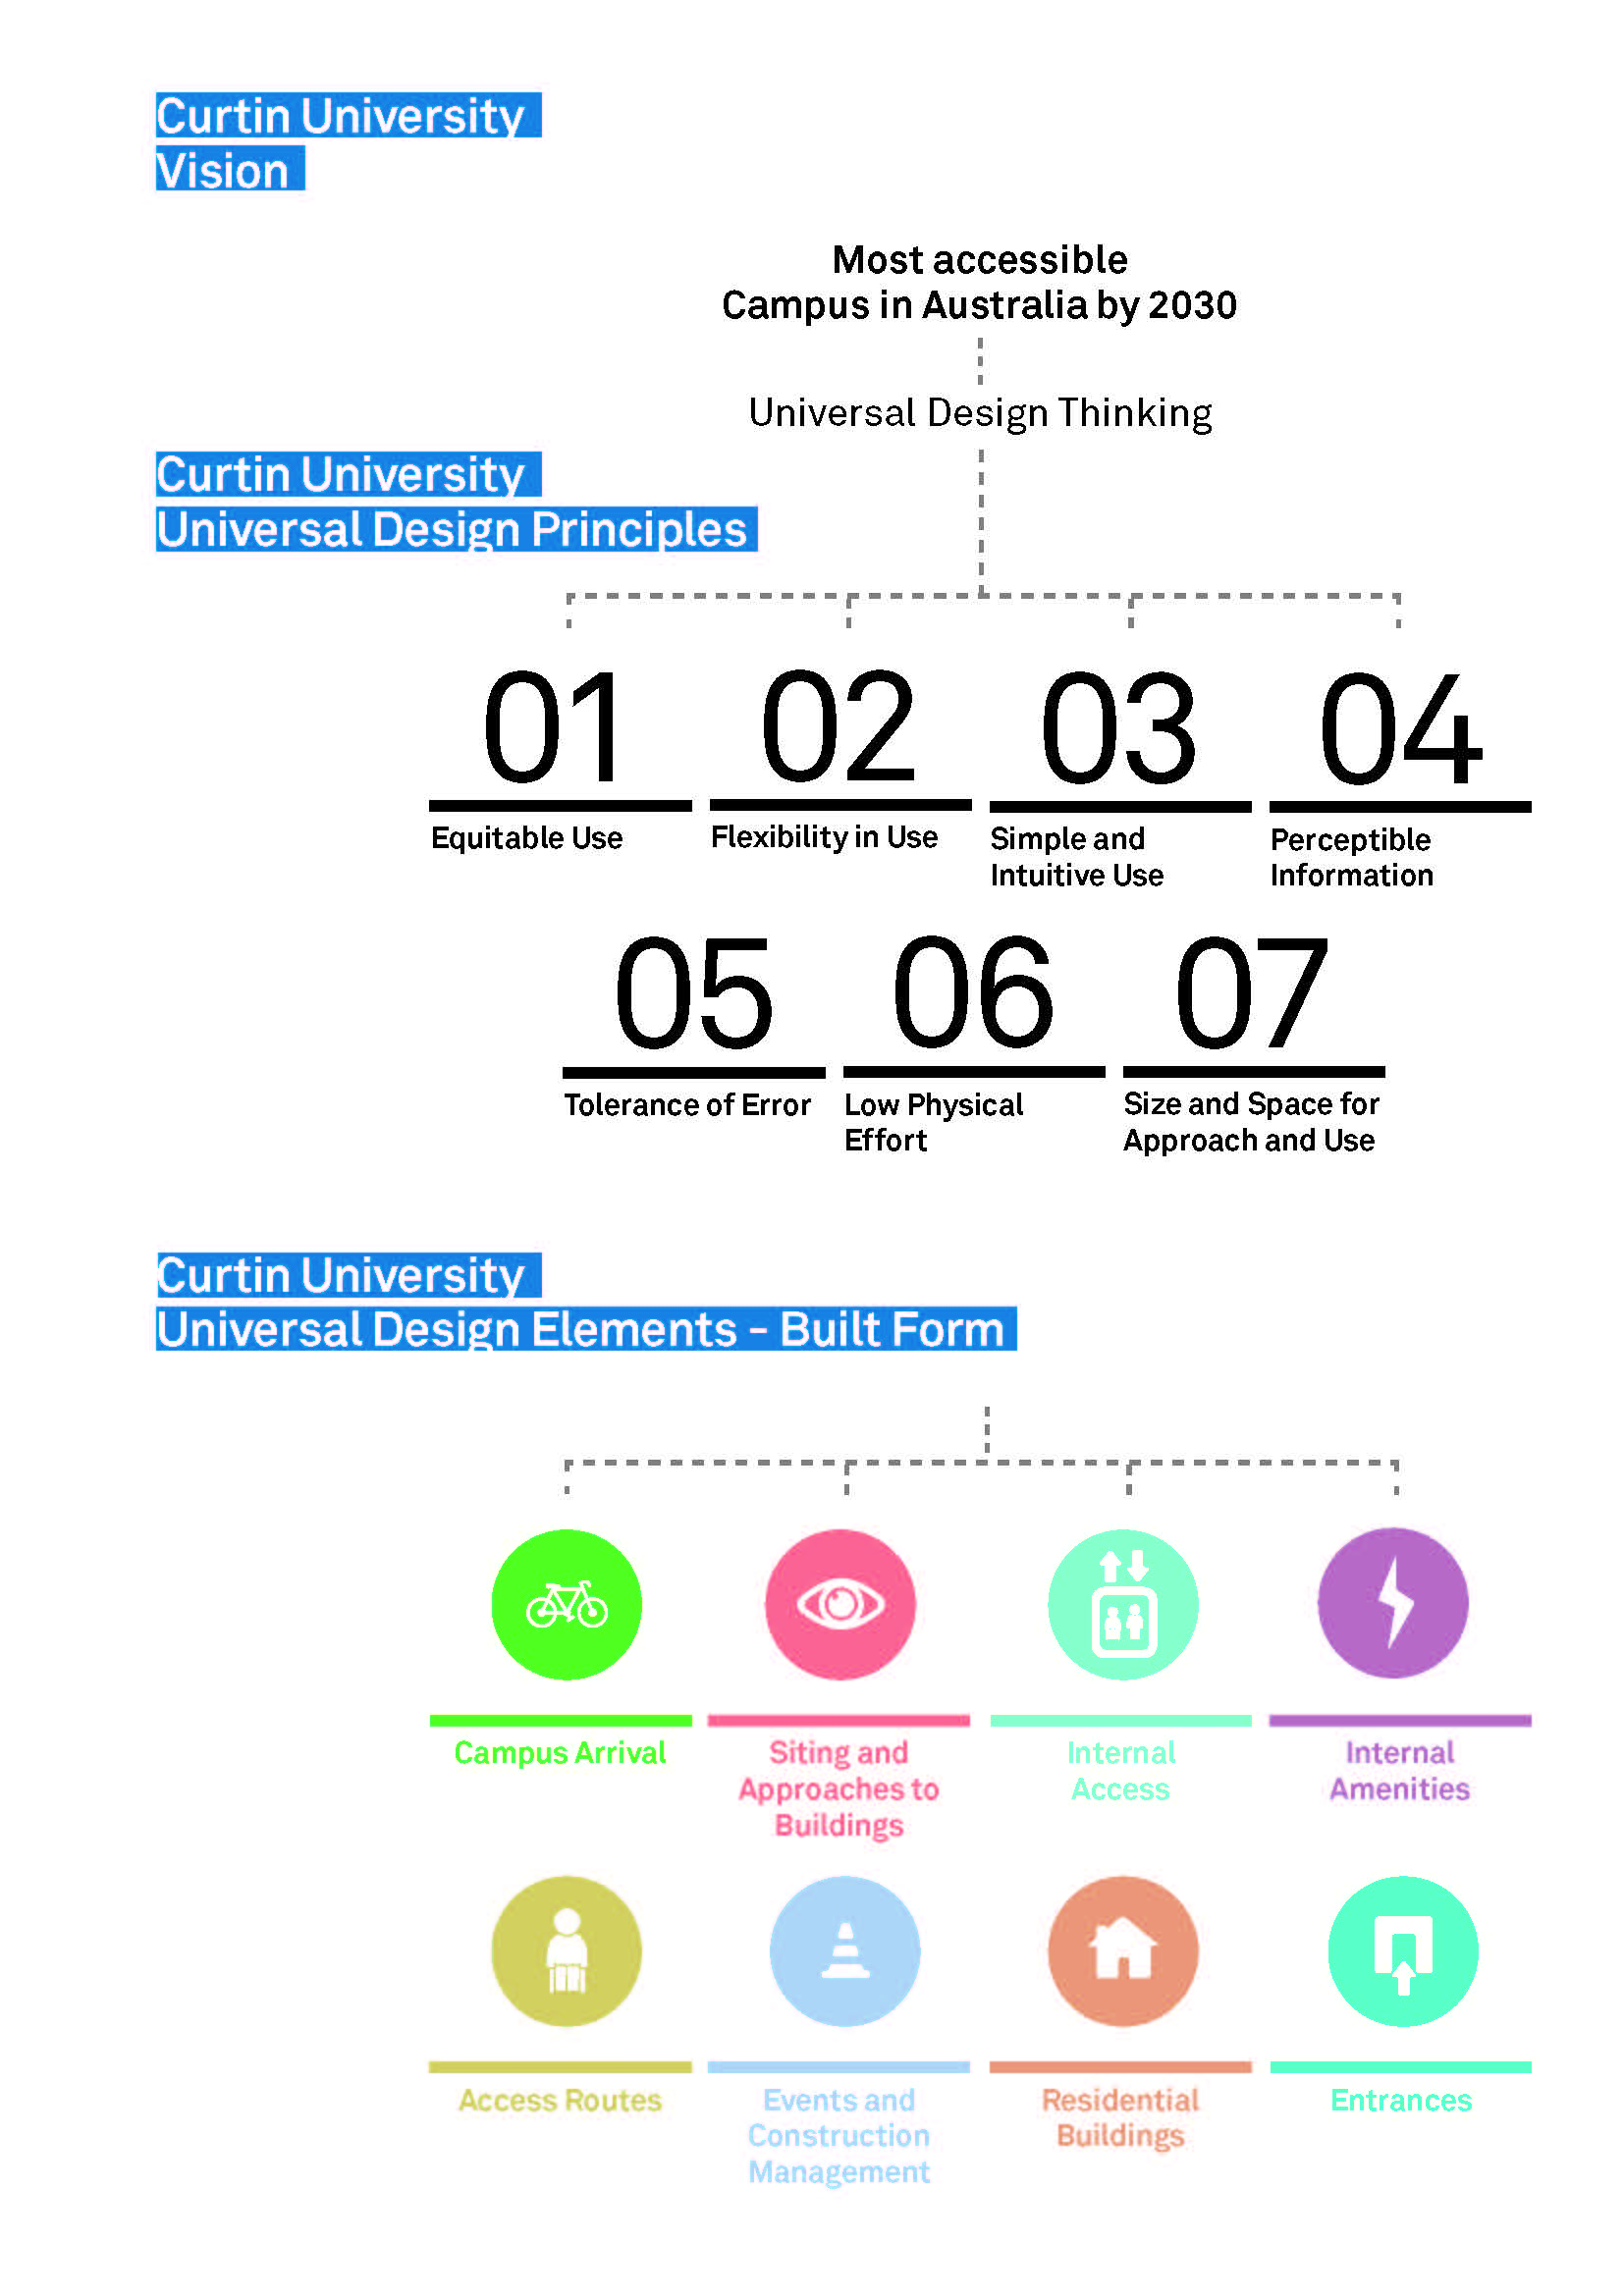 Curtin University
Vision
Most accessible
Campus in Australia by 2030
Universal Design Thinking
Curtin University
Universal Design Principles
01
02
03
04
Equitable Use
Flexibility in Use
Simple and
Intuitive Use
Perceptible
Information
05
06
07
Tolerance of Error
Low Physical
Effort
Size and Space for
Approach and Use
Curtin University
Universal Design Elements - Built Form
Campus Arrival
Siting and
Approaches to
Buildings
Internal
Access
Internal
Amenities
Access Routes
Events and
Construction
Management
Residential
Buildings
Entrances